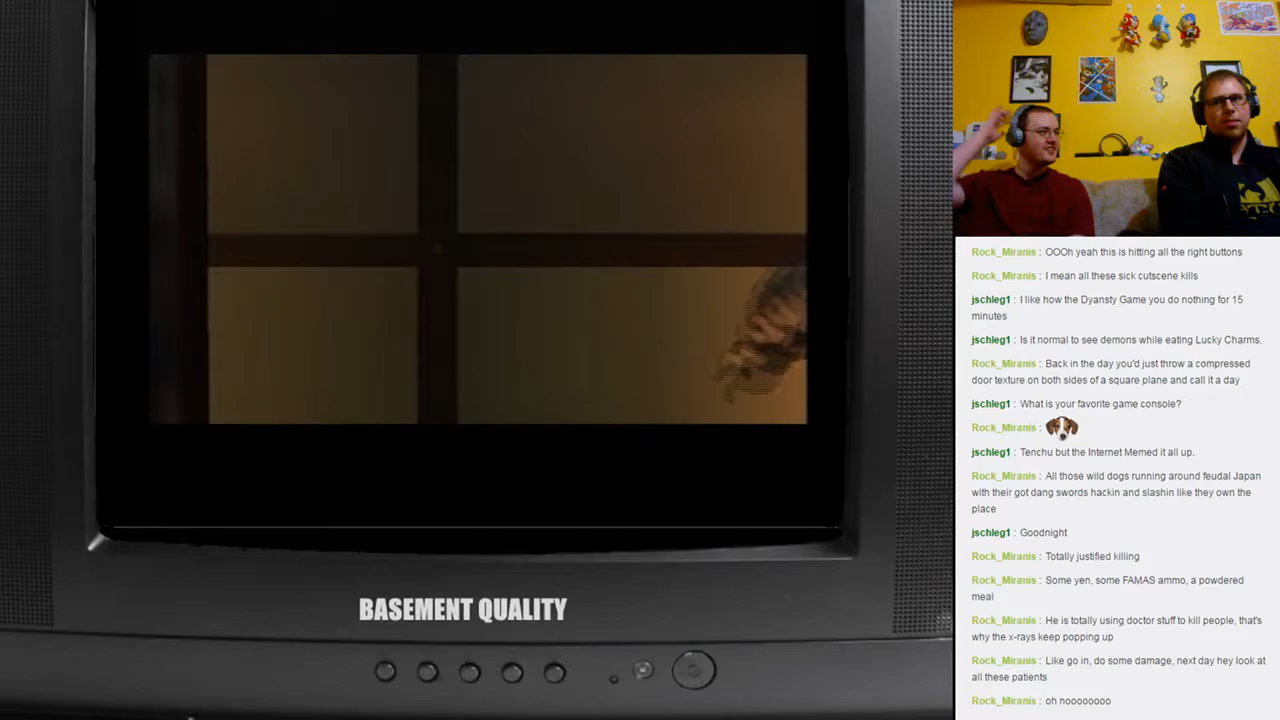 BASEMENT QUALITY
Rock_Miranis : OOOh yeah this is hitting all the right buttons
Rock_Miranis : I mean all these sick cutscene kills
jschleg1 : I like how the Dyansty Game you do nothing for 15
minutes
jschleg1 : Is it normal to see demons while eating Lucky Charms.
Rock_Miranis : Back in the day you'd just throw a compressed
door texture on both sides of a square plane and call it a day
jschleg1 : What is your favorite game console?
Rock_Miranis :
jschleg1 : Tenchu but the Internet Memed it all up.
Rock_Miranis : All those wild dogs running around feudal Japan
with their got dang swords hackin and slashin like they own the
place
jschleg1 : Goodnight
Rock_Miranis : Totally justified killing
Rock_Miranis : Some yen, some FAMAS ammo, a powdered
meal
Rock_Miranis : He is totally using doctor stuff to kill people, that's
why the x-rays keep popping up
Rock_Miranis : Like go in, do some damage, next day hey look at
all these patients
Rock_Miranis : oh noooooooo